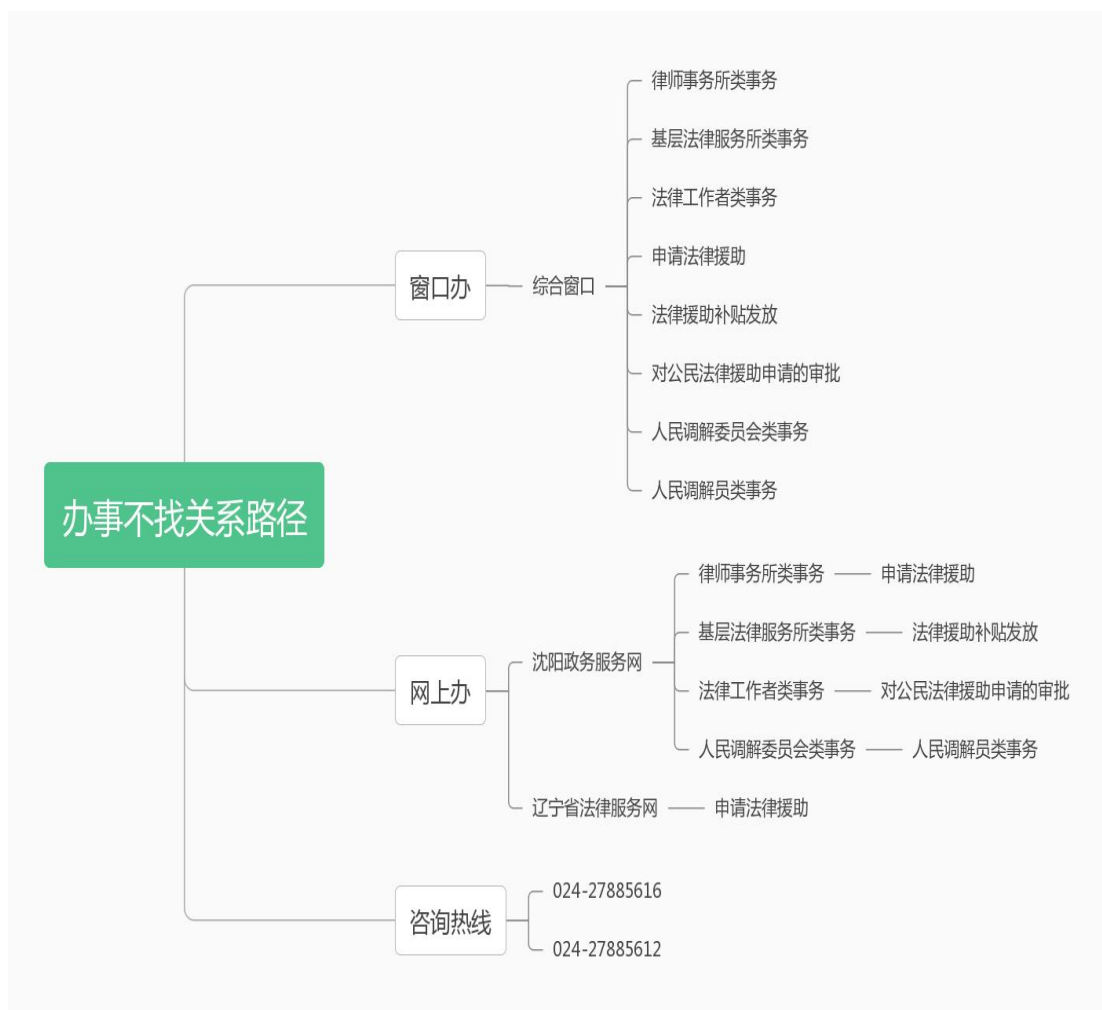 办事不找关系路径
窗口办
综合窗口
律师事务所类事务
基层法律服务所类事务
法律工作者类事务
申请法律援助
法律援助补贴发放
对公民法律援助申请的审批
人民调解委员会类事务
人民调解员类事务
网上办
沈阳政务服务网
律师事务所类事务
申请法律援助
基层法律服务所类事务
法律援助补贴发放
法律工作者类事务
对公民法律援助申请的审批
人民调解委员会类事务
人民调解员类事务
辽宁省法律服务网
申请法律援助
咨询热线
024-27885616
024-27885612